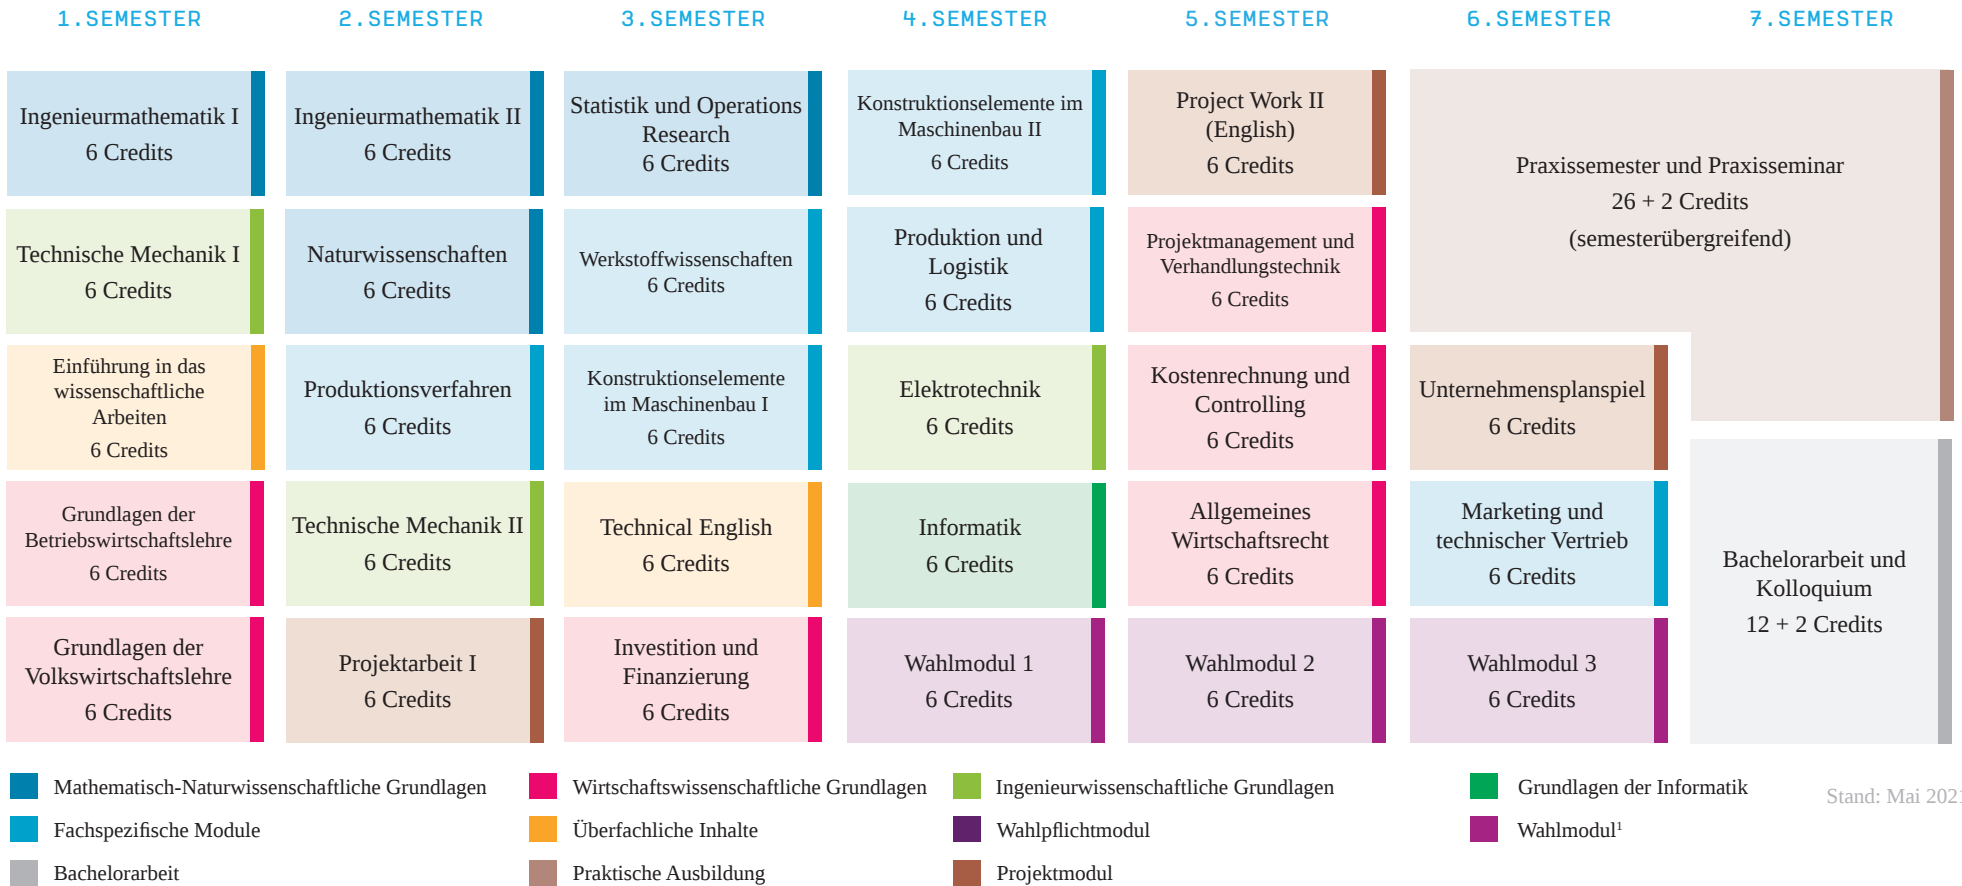 1.SEMESTER
2.SEMESTER
3.SEMESTER
4.SEMESTER
5.SEMESTER
6.SEMESTER
7.SEMESTER
Ingenieurmathematik I
6 Credits
Ingenieurmathematik II
6 Credits
Statistik und Operations
Research
6 Credits
Konstruktionselemente im
Maschinenbau II
6 Credits
Project Work II
(English)
6 Credits
Praxissemester und Praxisseminar
26 + 2 Credits
(semesterübergreifend)
Technische Mechanik I
6 Credits
Naturwissenschaften
6 Credits
Werkstoffwissenschaften
6 Credits
Produktion und
Logistik
6 Credits
Projektmanagement und
Verhandlungstechnik
6 Credits
Einführung in das
wissenschaftliche
Arbeiten
6 Credits
Produktionsverfahren
6 Credits
Konstruktionselemente
im Maschinenbau I
6 Credits
Elektrotechnik
6 Credits
Kostenrechnung und
Controlling
6 Credits
Unternehmensplanspiel
6 Credits
Grundlagen der
Betriebswirtschaftslehre
6 Credits
Technische Mechanik II
6 Credits
Technical English
6 Credits
Informatik
6 Credits
Allgemeines
Wirtschaftsrecht
6 Credits
Marketing und
technischer Vertrieb
6 Credits
Bachelorarbeit und
Kolloquium
12 + 2 Credits
Grundlagen der
Volkswirtschaftslehre
6 Credits
Projektarbeit I
6 Credits
Investition und
Finanzierung
6 Credits
Wahlmodul 1
6 Credits
Wahlmodul 2
6 Credits
Wahlmodul 3
6 Credits
Mathematisch-Naturwissenschaftliche Grundlagen
Wirtschaftswissenschaftliche Grundlagen
Ingenieurwissenschaftliche Grundlagen
Grundlagen der Informatik
Stand: Mai 2021
Fachspezifische Module
Überfachliche Inhalte
Wahlpflichtmodul
Wahlmodul¹
Bachelorarbeit
Praktische Ausbildung
Projektmodul